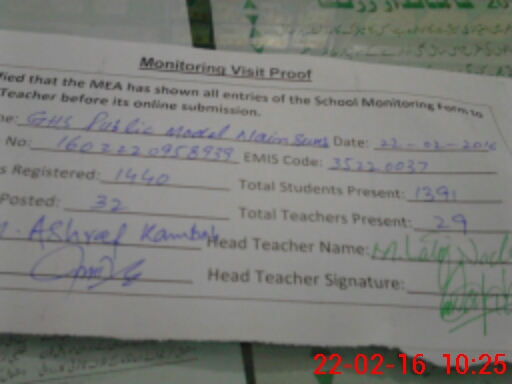 Monitoring Visit Proof
fied that the MEA has shown all entries of the School Monitoring Form to
Teacher before its online submission.
ne: GHS Public Model Nain Sukh Date: 22-02-2016
No: 1602220958939 EMIS Code: 35220037
s Registered: 1440 Total Students Present: 1391
Posted: 32 Total Teachers Present: 29
M. Ashraf Kamboh Head Teacher Name: M.
Head Teacher Signature:
22-02-16 10:25